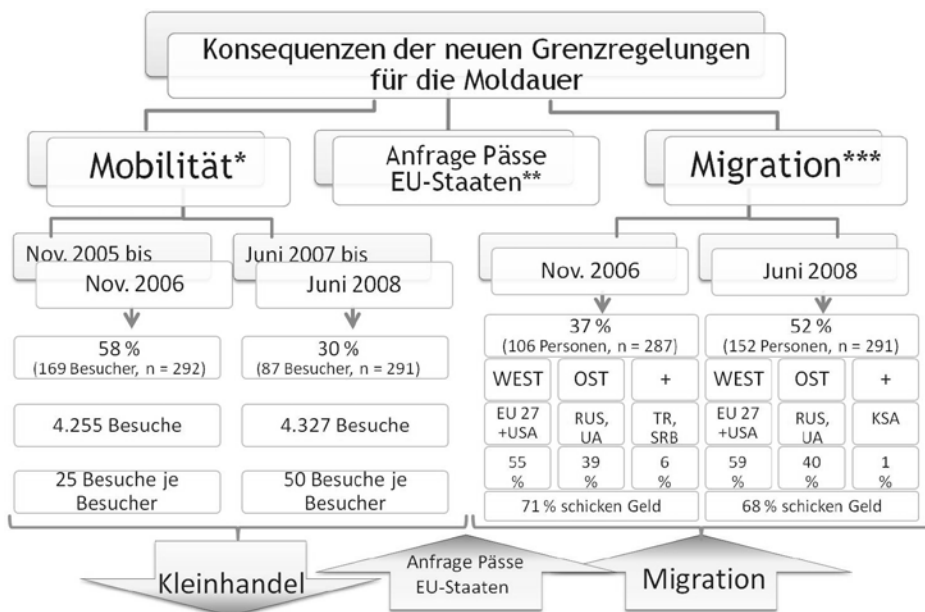 Konsequenzen der neuen Grenzregelungen
für die Moldauer
Mobilität*
Anfrage Pässe
EU-Staaten**
Migration***
Nov. 2005 bis
Nov. 2006
Juni 2007 bis
Juni 2008
Nov. 2006
Juni 2008
58 %
(169 Besucher, n = 292)
30 %
(87 Besucher, n = 291)
37 %
(106 Personen, n = 287)
52 %
(152 Personen, n = 291)
WEST
OST
+
WEST
OST
+
4.255 Besuche
4.327 Besuche
EU 27
+USA
RUS,
UA
TR,
SRB
EU 27
+USA
RUS,
UA
KSA
25 Besuche je
Besucher
50 Besuche je
Besucher
55
%
39
%
6
%
59
%
40
%
1
%
71 % schicken Geld
68 % schicken Geld
Kleinhandel
Anfrage Pässe
EU-Staaten
Migration